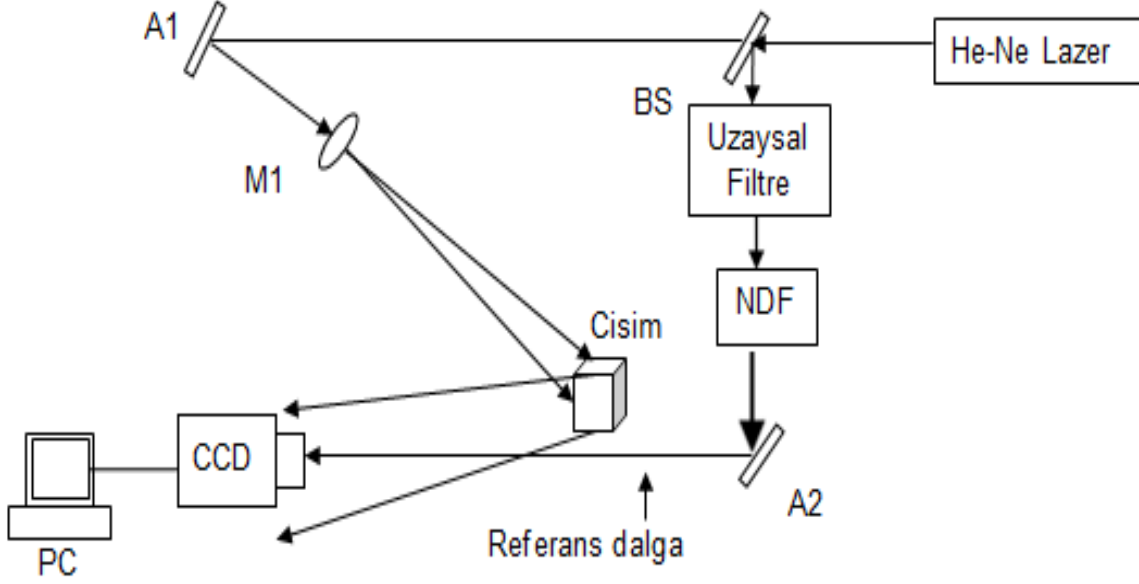 A1
He-Ne Lazer
BS
Uzaysal
Filtre
M1
NDF
Cisim
CCD
A2
Referans dalga
PC